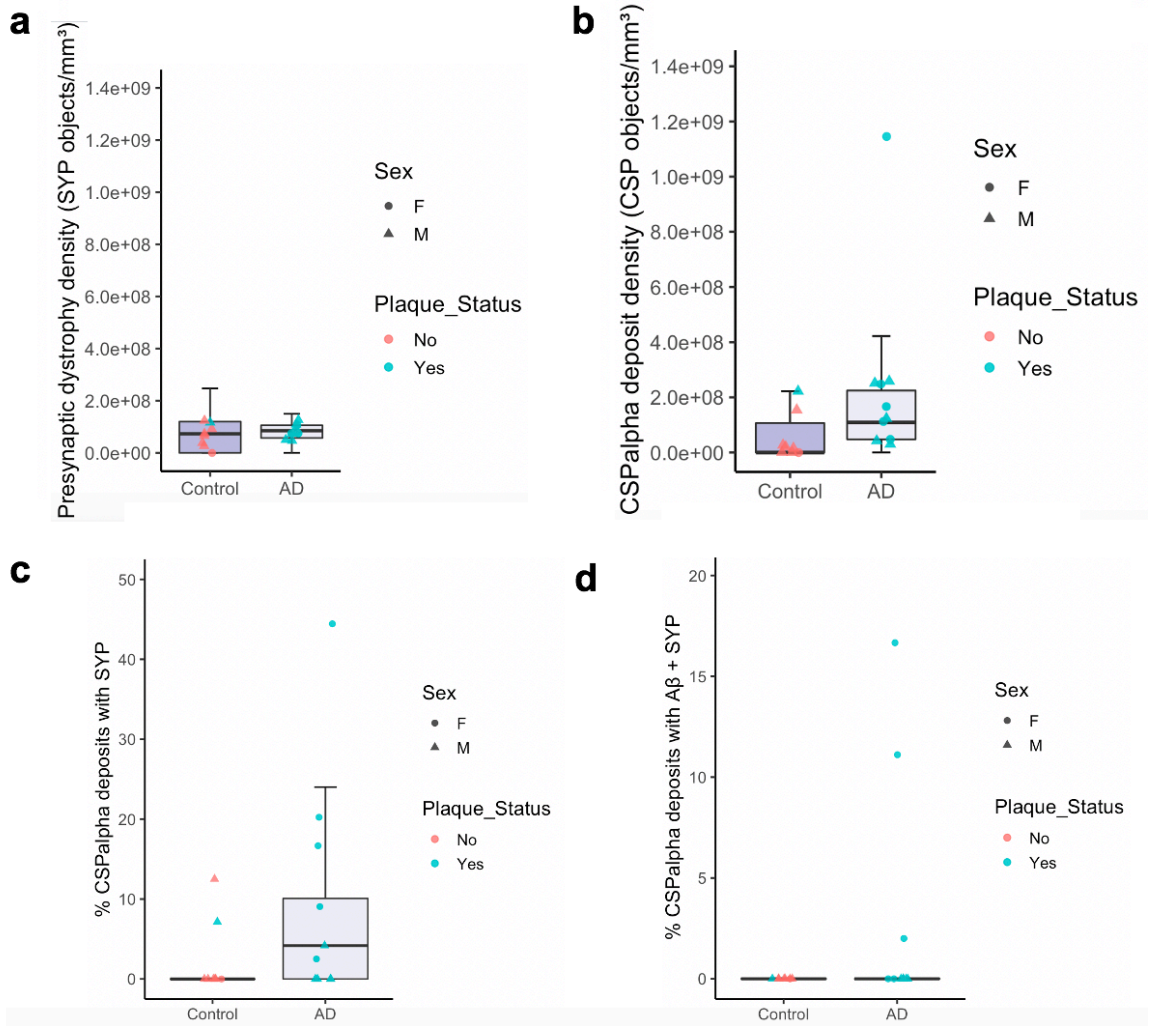 a
Presynaptic dystrophy density (SYP objects/mm³)
1.4e+09
1.2e+09
1.0e+09
8.0e+08
6.0e+08
4.0e+08
2.0e+08
0.0e+00
Control
AD
Sex
F
M
Plaque_Status
No
Yes
b
CSPalpha deposit density (CSP objects/mm³)
1.4e+09
1.2e+09
1.0e+09
8.0e+08
6.0e+08
4.0e+08
2.0e+08
0.0e+00
Control
AD
Sex
F
M
Plaque_Status
No
Yes
c
% CSPalpha deposits with SYP
50
40
30
20
10
0
Control
AD
Sex
F
M
Plaque_Status
No
Yes
d
% CSPalpha deposits with Aβ + SYP
20
15
10
5
0
Control
AD
Sex
F
M
Plaque_Status
No
Yes